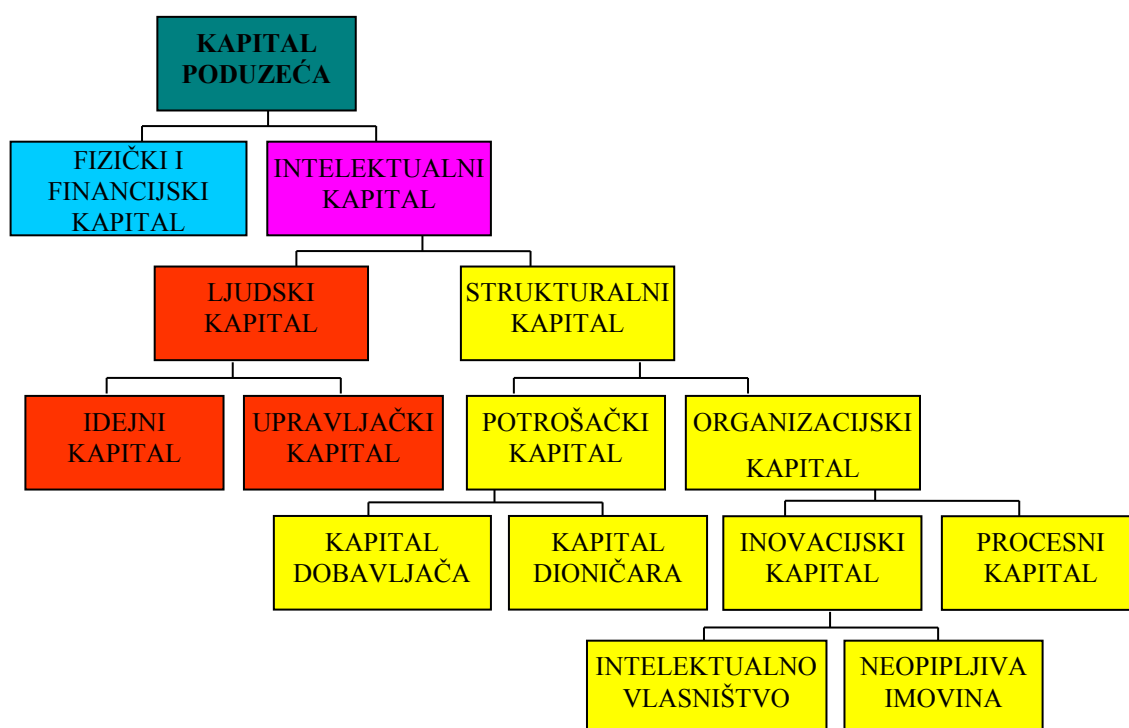 KAPITAL
PODUZEĆA
FIZIČKI I
FINANCIJSKI
KAPITAL
INTELEKTUALNI
KAPITAL
LJUDSKI
KAPITAL
STRUKTURALNI
KAPITAL
IDEJNI
KAPITAL
UPRAVLJAČKI
KAPITAL
POTROŠAČKI
KAPITAL
ORGANIZACIJSKI
KAPITAL
KAPITAL
DOBAVLJAČA
KAPITAL
DIONIČARA
INOVACIJSKI
KAPITAL
PROCESNI
KAPITAL
INTELEKTUALNO
VLASNIŠTVO
NEOPIPLJIVA
IMOVINA